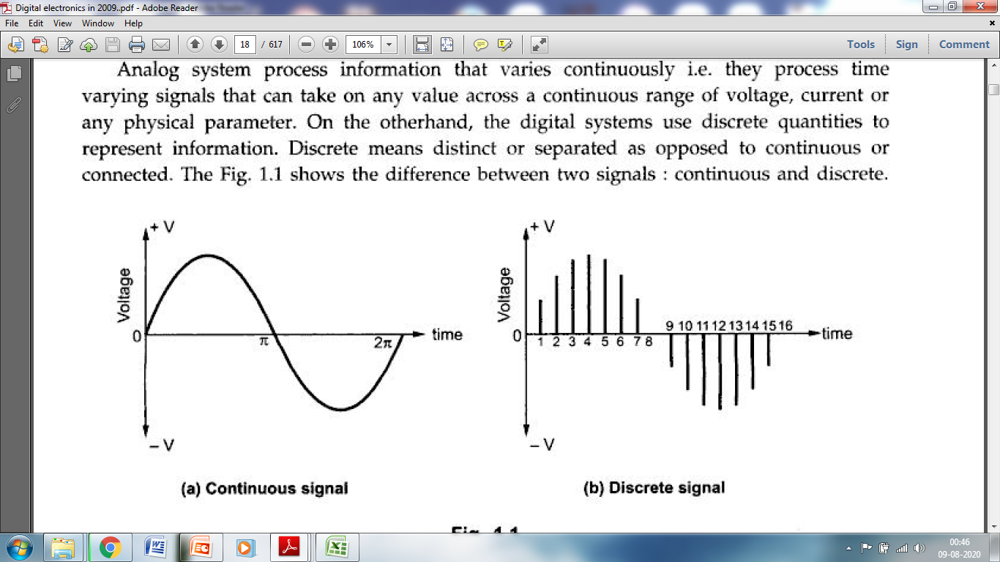 Digital electronics in 2009..pdf - Adobe Reader
File Edit View Window Help
18 / 617 106% Tools Sign Comment
Analog system process information that varies continuously i.e. they process time
varying signals that can take on any value across a continuous range of voltage, current or
any physical parameter. On the otherhand, the digital systems use discrete quantities to
represent information. Discrete means distinct or separated as opposed to continuous or
connected. The Fig. 1.1 shows the difference between two signals : continuous and discrete.
+ V
Voltage
0
π
2π
time
– V
(a) Continuous signal
+ V
Voltage
9 10 11 12 13 14 15 16
0
time
1 2 3 4 5 6 7 8
– V
(b) Discrete signal
00:46
09-08-2020